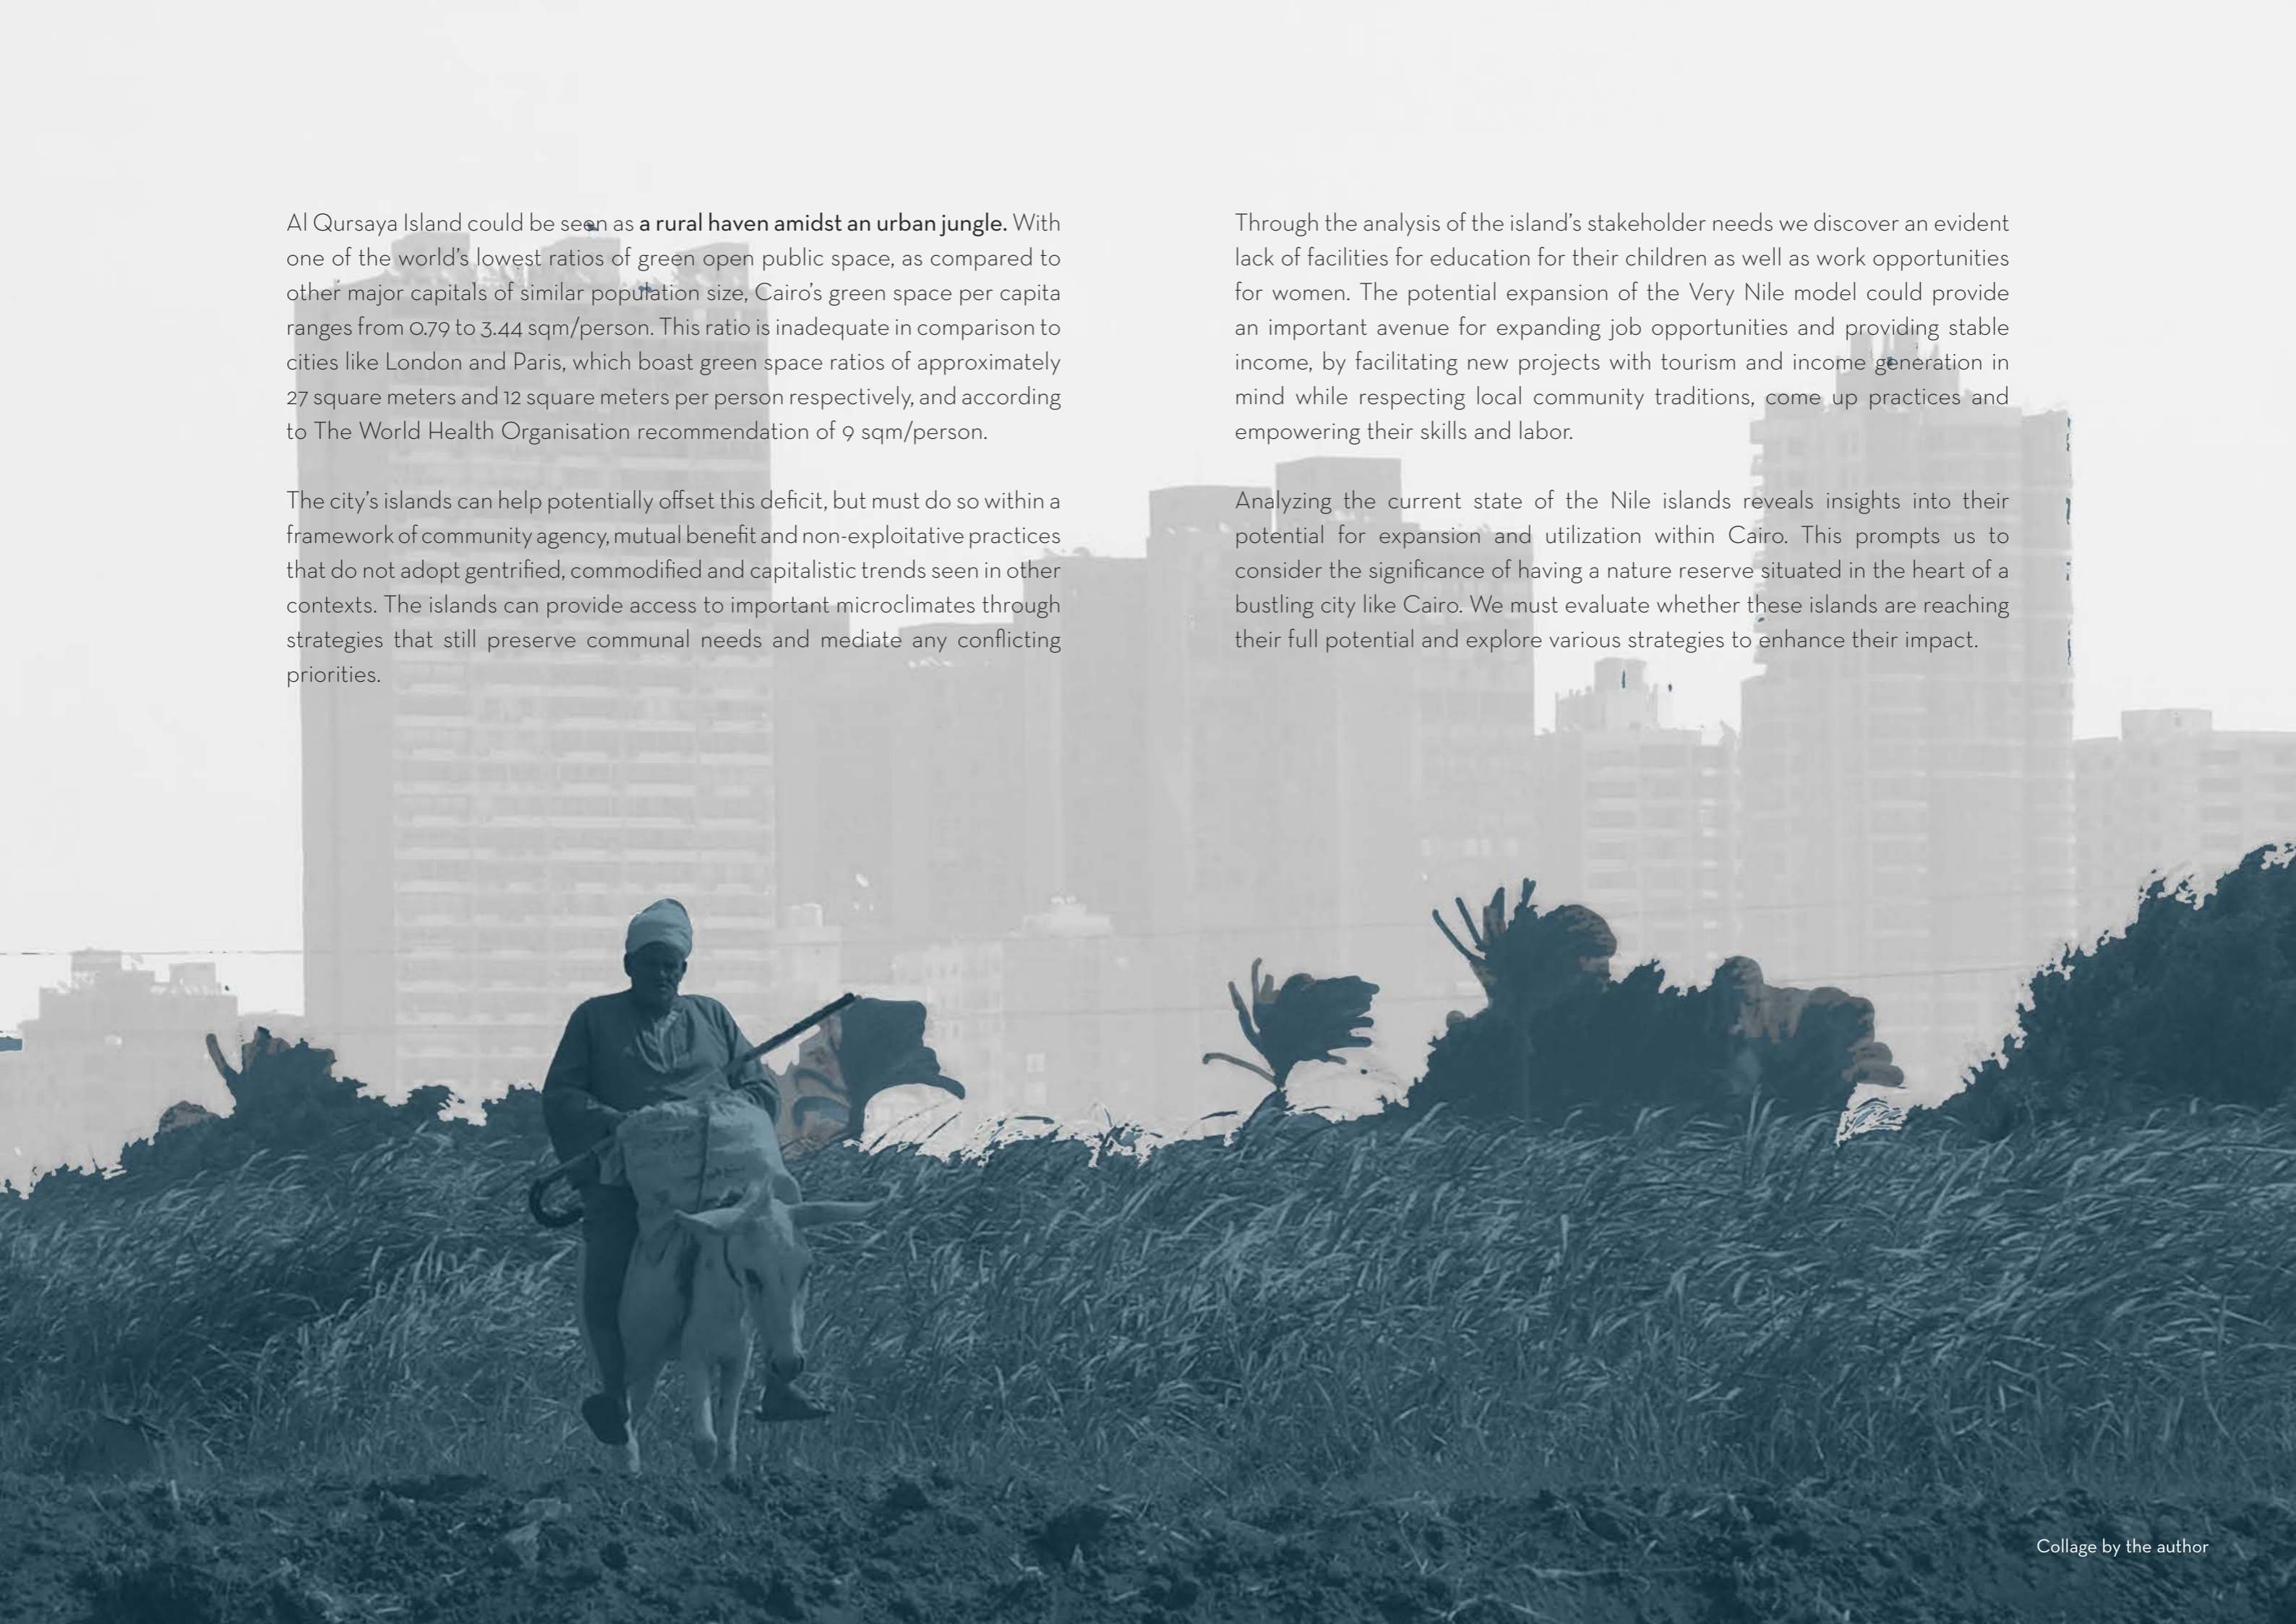 Al Qursaya Island could be seen as a rural haven amidst an urban jungle. With
one of the world's lowest ratios of green open public space, as compared to
other major capitals of similar population size, Cairo's green space per capita
ranges from 0.79 to 3.44 sqm/person. This ratio is inadequate in comparison to
cities like London and Paris, which boast green space ratios of approximately
27 square meters and 12 square meters per person respectively, and according
to The World Health Organisation recommendation of 9 sqm/person.
The city's islands can help potentially offset this deficit, but must do so within a
framework of community agency, mutual benefit and non-exploitative practices
that do not adopt gentrified, commodified and capitalistic trends seen in other
contexts. The islands can provide access to important microclimates through
strategies that still preserve communal needs and mediate any conflicting
priorities.
Through the analysis of the island's stakeholder needs we discover an evident
lack of facilities for education for their children as well as work opportunities
for women. The potential expansion of the Very Nile model could provide
an important avenue for expanding job opportunities and providing stable
income, by facilitating new projects with tourism and income generation in
mind while respecting local community traditions, come up practices and
empowering their skills and labor.
Analyzing the current state of the Nile islands reveals insights into their
potential for expansion and utilization within Cairo. This prompts us to
consider the significance of having a nature reserve situated in the heart of a
bustling city like Cairo. We must evaluate whether these islands are reaching
their full potential and explore various strategies to enhance their impact.
Collage by the author